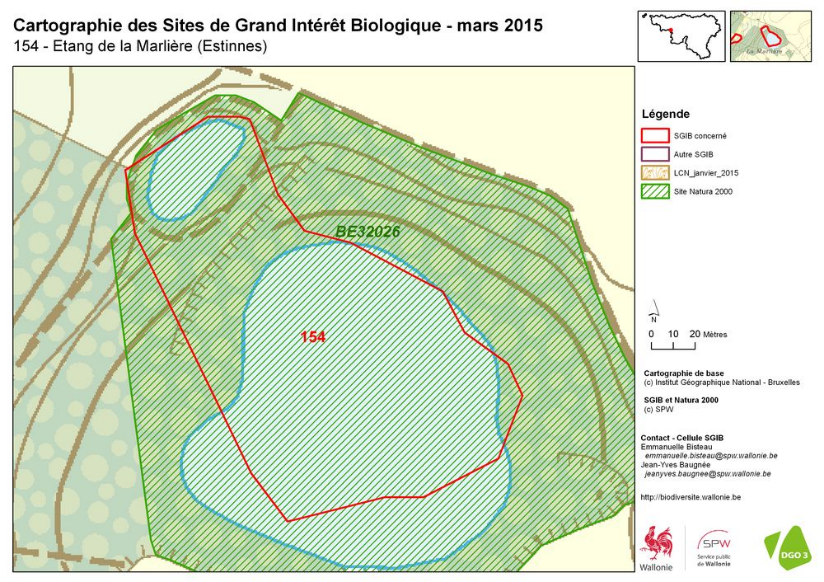 Cartographie des Sites de Grand Intérêt Biologique - mars 2015
154 - Etang de la Marlière (Estinnes)
La Marlière
Légende
SGIB concerné
Autre SGIB
LCN_janvier_2015
Site Natura 2000
BE32026
154
N
0 10 20 Mètres
Cartographie de base
(c) Institut Géographique National - Bruxelles
SGIB et Natura 2000
(c) SPW
Contact - Cellule SGIB
Emmanuelle Bisteau
emmanuelle.bisteau@spw.wallonie.be
Jean-Yves Baugnée
jeanyves.baugnee@spw.wallonie.be
http://biodiversite.wallonie.be
Wallonie
SPW
Service public
de Wallonie
DGO 3